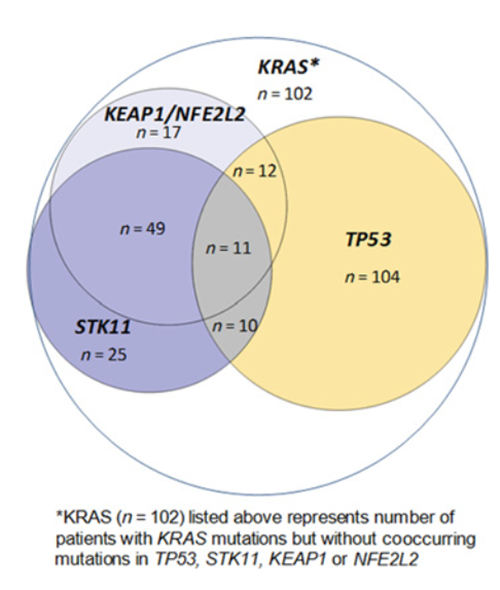 KRAS*
n = 102
KEAP1/NFE2L2
n = 17
n = 12
n = 49
n = 11
TP53
n = 104
STK11
n = 25
n = 10
*KRAS (n = 102) listed above represents number of
patients with KRAS mutations but without cooccurring
mutations in TP53, STK11, KEAP1 or NFE2L2